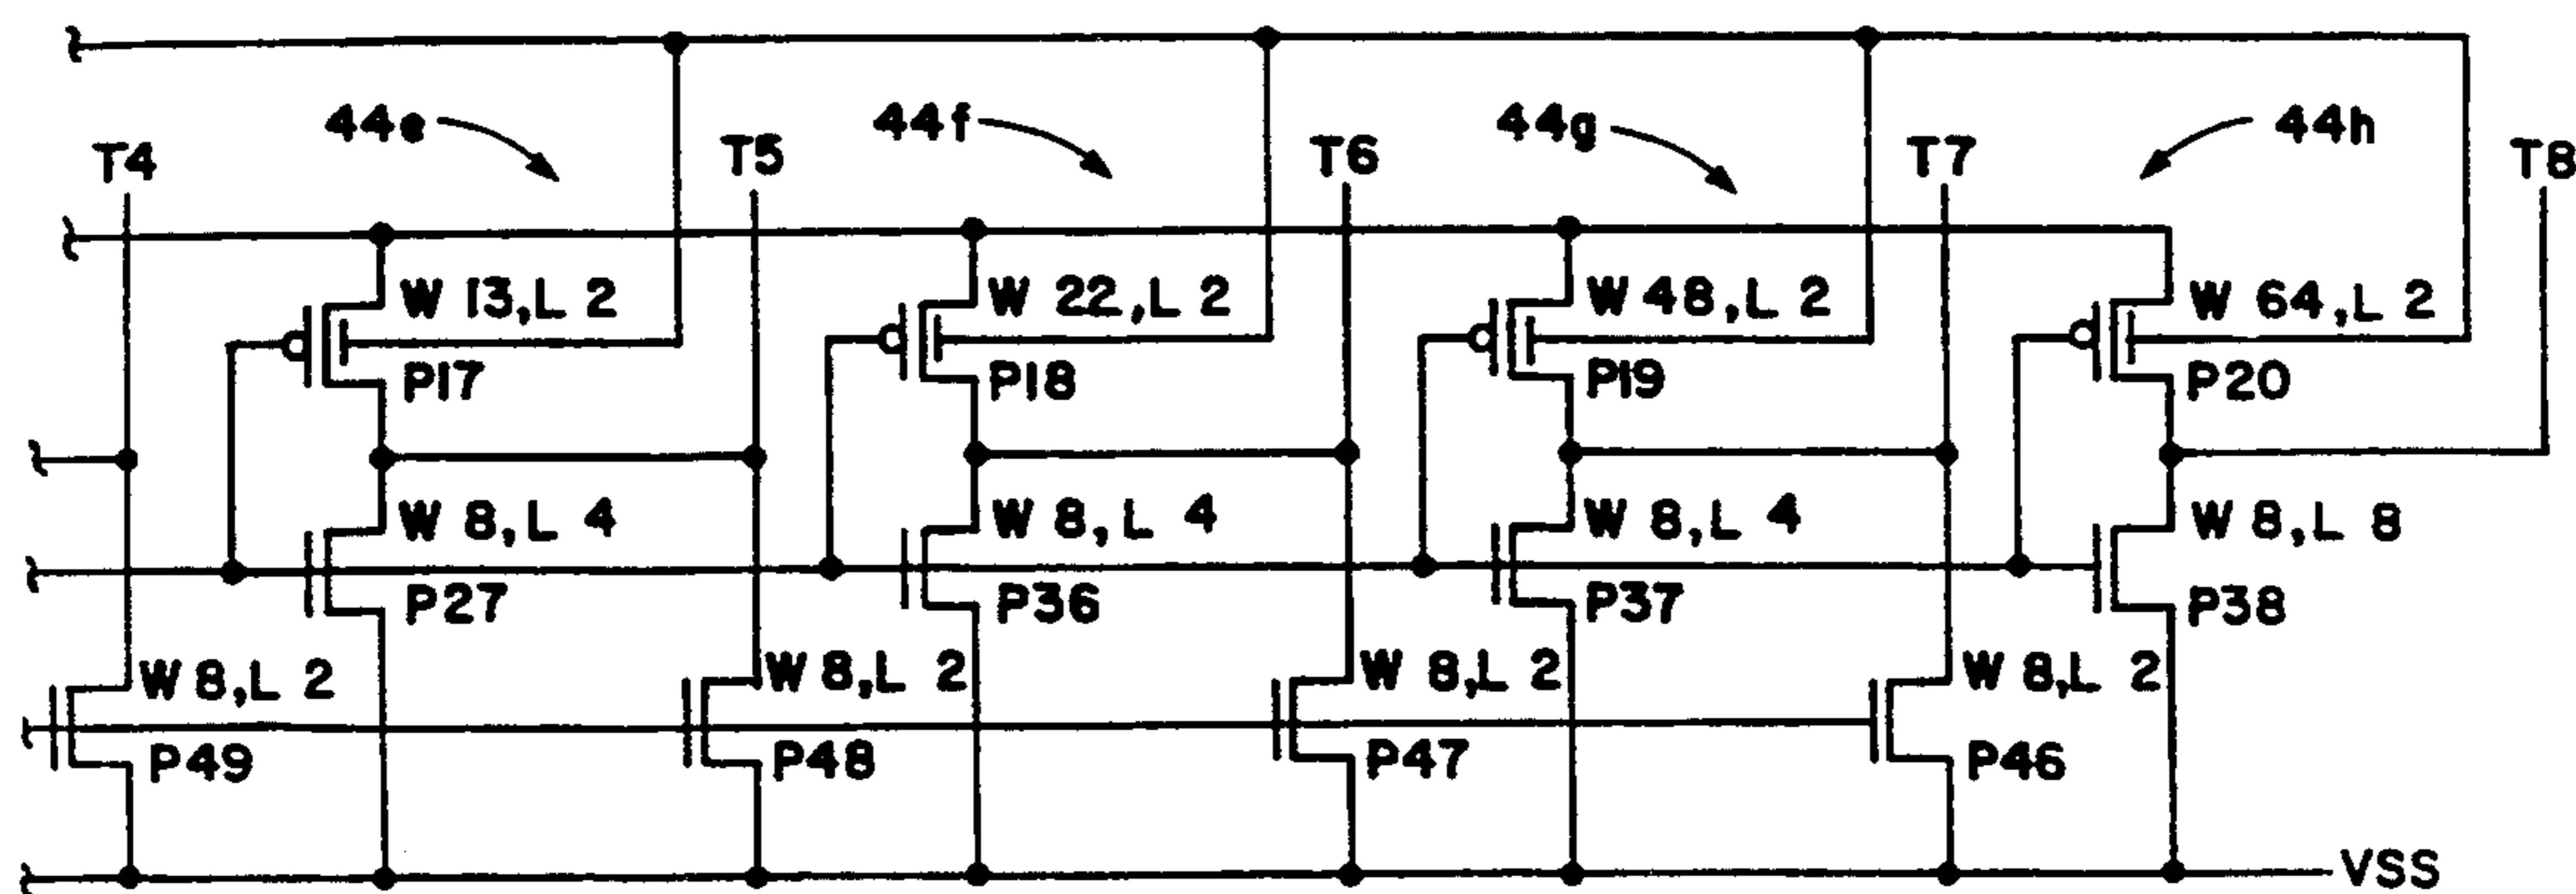 44e
44f
44g
44h
T4
T5
T6
T7
T8
W 13,L 2
W 22,L 2
W 48,L 2
W 64,L 2
P17
P18
P19
P20
W 8,L 4
W 8,L 4
W 8,L 4
W 8,L 8
P27
P36
P37
P38
W 8,L 2
W 8,L 2
W 8,L 2
W 8,L 2
P49
P48
P47
P46
VSS